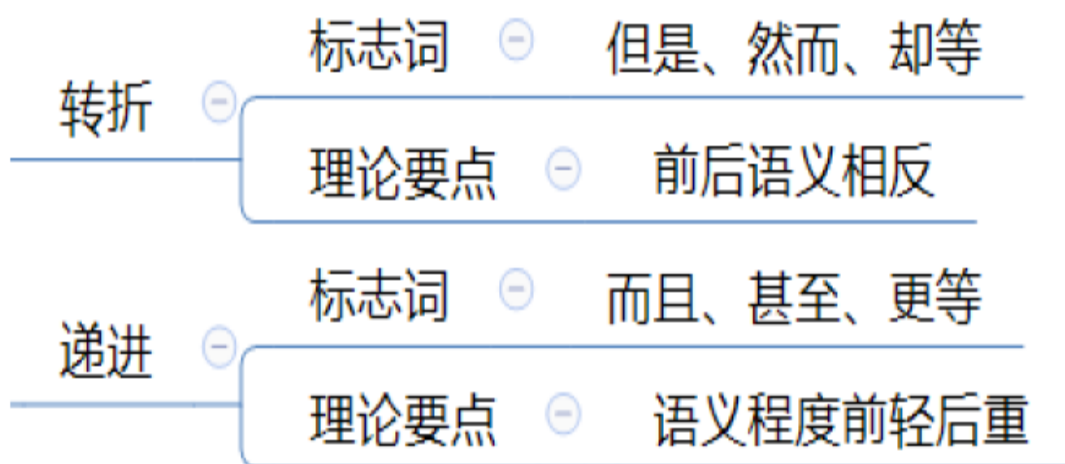 标志词 但是、然而、却等
转折
理论要点 前后语义相反
标志词 而且、甚至、更等
递进
理论要点 语义程度前轻后重